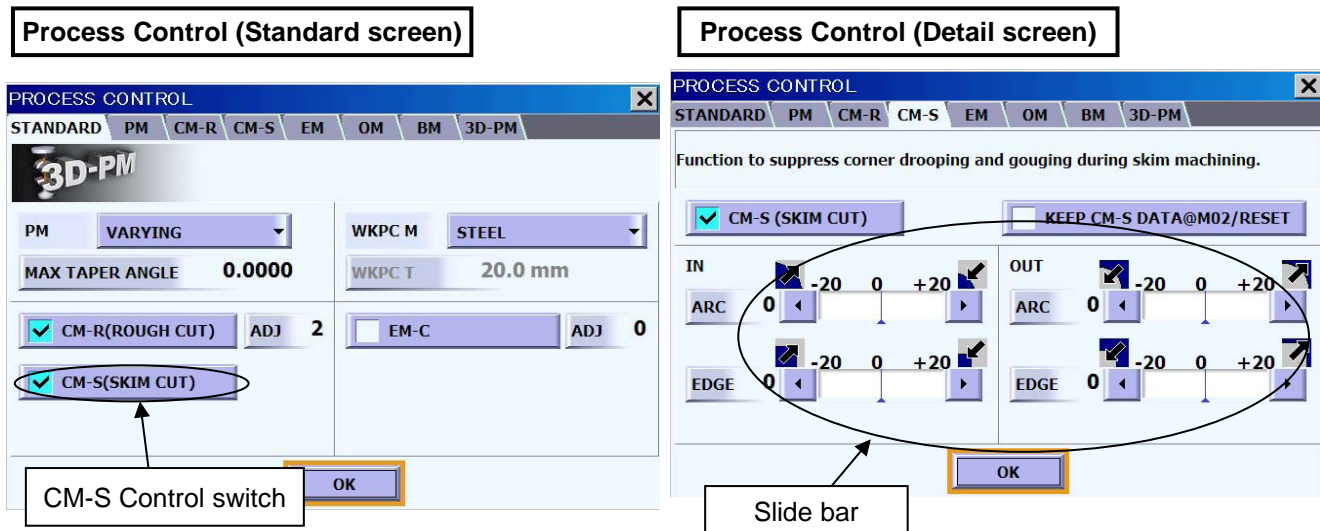 Process Control (Standard screen)
PROCESS CONTROL
STANDARD PM CM-R CM-S EM OM BM 3D-PM
3D-PM
PM VARYING WKPC M STEEL
MAX TAPER ANGLE 0.0000 WKPC T 20.0 mm
CM-R(ROUGH CUT) ADJ 2 EM-C ADJ 0
CM-S(SKIM CUT)
OK
CM-S Control switch
Process Control (Detail screen)
PROCESS CONTROL
STANDARD PM CM-R CM-S EM OM BM 3D-PM
Function to suppress corner drooping and gouging during skim machining.
CM-S (SKIM CUT) KEEP CM-S DATA@M02/RESET
IN OUT
-20 0 +20 -20 0 +20
ARC 0 ARC 0
-20 0 +20 -20 0 +20
EDGE 0 EDGE 0
OK
Slide bar